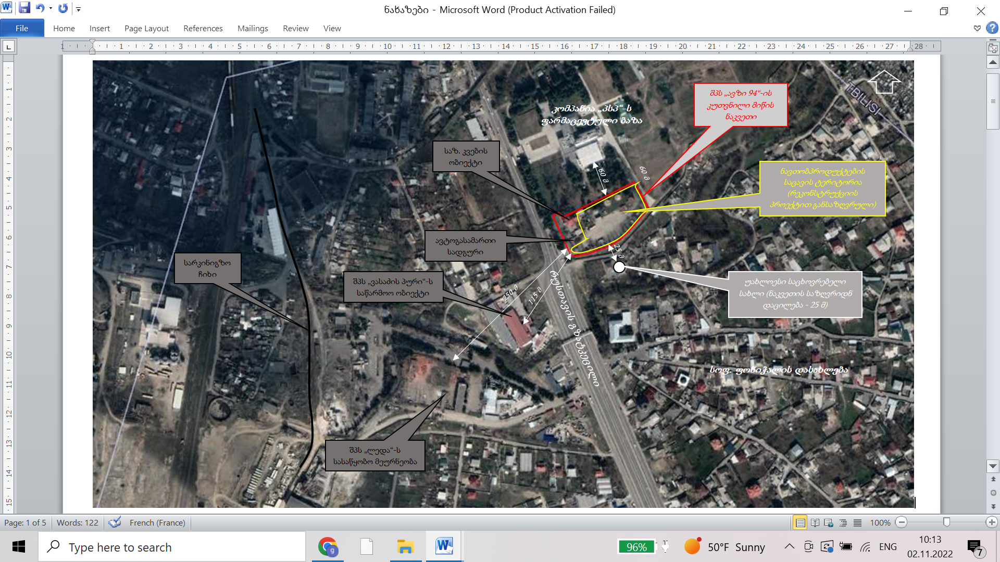 ნახაზები - Microsoft Word (Product Activation Failed)
File
Home
Insert
Page Layout
References
Mailings
Review
View
1 1 2 3 4 5 6 7 8 9 10 11 12 13 14 15 16 17 18 19 20 21 22 23 24 25 26 27 28
1
2
3
4
5
6
7
8
9
10
11
12
13
14
15
TBILISI
შპს „ავზი 94“-ის
კუთვნილი მიწის
ნაკვეთი
კომპანია „პსპ“-ს
ფარმაცევტული ბაზა
საზ. კვების
ობიექტი
60 მ
60 მ
ნავთობპროდუქტების
საცავის ტერიტორია
(რეკონსტრუქციის
პროექტით განსაზღვრული)
ავტოგასამართი
სადგური
25 მ
სარკინიგზო
ჩიხი
შპს „ვასაძის პური“-ს
საწარმოო ობიექტი
250 მ
115 მ
რუსთავის გზატკეცილი
უახლოესი საცხოვრებელი
სახლი (ნაკვეთის საზღვრიდნ
დაცილება - 25 მ)
სოფ. ფონიჭალის დასახლება
შპს „ლედა“-ს
სასაწყობო მეურნეობა
Page: 1 of 5
Words: 122
French (France)
100%
Type here to search
96%
50°F Sunny
ENG
10:13
02.11.2022
7